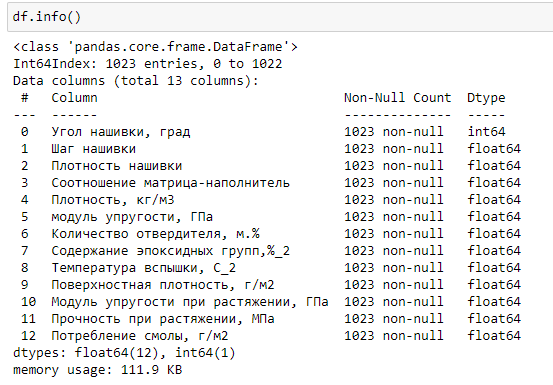 df.info()
<class 'pandas.core.frame.DataFrame'>
Int64Index: 1023 entries, 0 to 1022
Data columns (total 13 columns):
 #   Column                                Non-Null Count  Dtype
---  ------                                --------------  -----
 0   Угол нашивки, град                    1023 non-null   int64
 1   Шаг нашивки                           1023 non-null   float64
 2   Плотность нашивки                     1023 non-null   float64
 3   Соотношение матрица-наполнитель       1023 non-null   float64
 4   Плотность, кг/м3                      1023 non-null   float64
 5   модуль упругости, ГПа                 1023 non-null   float64
 6   Количество отвердителя, м.%           1023 non-null   float64
 7   Содержание эпоксидных групп,%_2       1023 non-null   float64
 8   Температура вспышки, С_2              1023 non-null   float64
 9   Поверхностная плотность, г/м2         1023 non-null   float64
 10  Модуль упругости при растяжении, ГПа  1023 non-null   float64
 11  Прочность при растяжении, МПа         1023 non-null   float64
 12  Потребление смолы, г/м2               1023 non-null   float64
dtypes: float64(12), int64(1)
memory usage: 111.9 KB